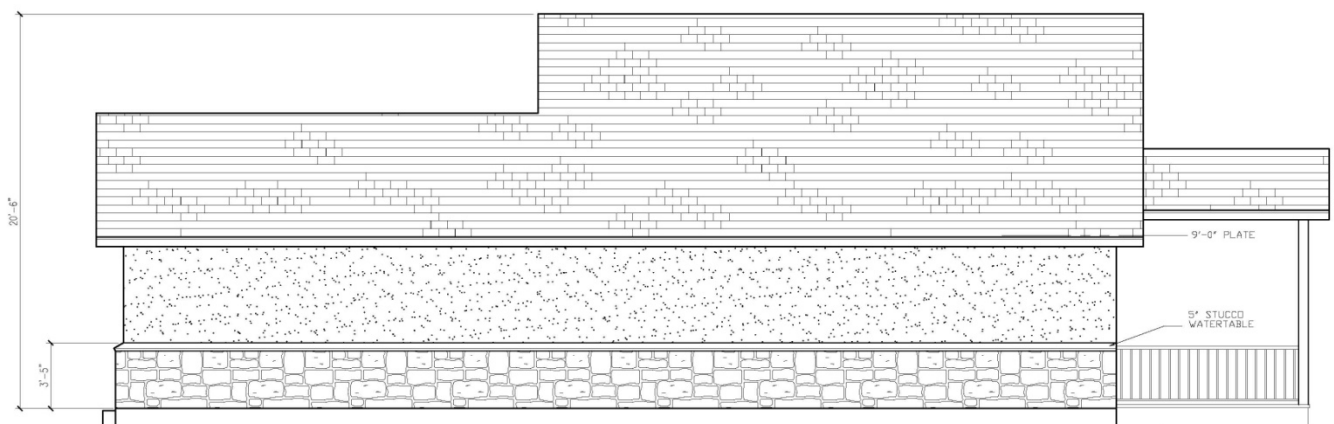 20'-6"
9'-0" PLATE
5" STUCCO
WATERTABLE
3'-5"